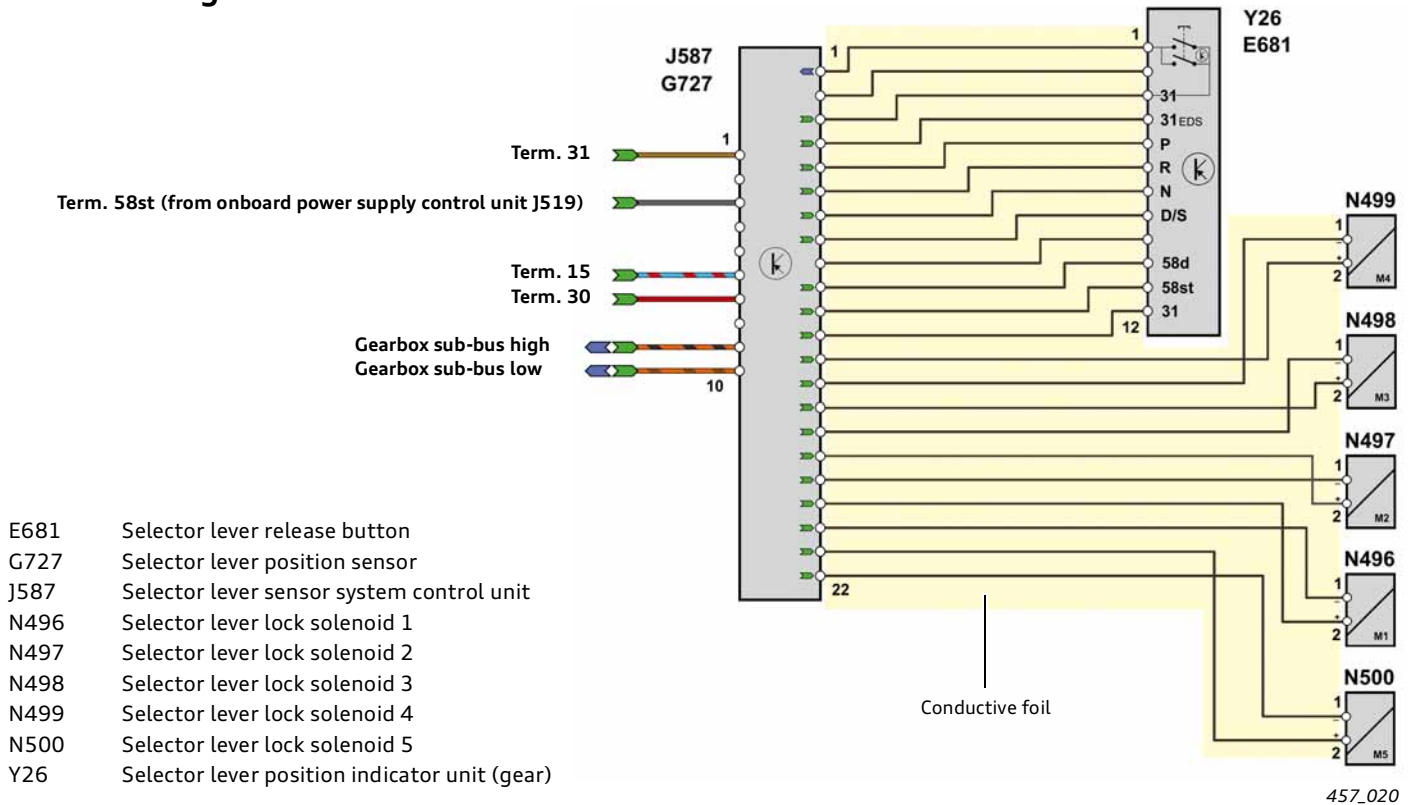 Y26
E681
J587
G727
1
1
1
31
31 EDS
P
R
N
D/S
58d
58st
31
12
Term. 31
Term. 58st (from onboard power supply control unit J519)
Term. 15
Term. 30
Gearbox sub-bus high
Gearbox sub-bus low
10
22
N499
1
−
+
2
M4
N498
1
−
+
2
M3
N497
1
−
+
2
M2
N496
1
−
+
2
M1
N500
1
−
+
2
M5
Conductive foil
E681 Selector lever release button
G727 Selector lever position sensor
J587 Selector lever sensor system control unit
N496 Selector lever lock solenoid 1
N497 Selector lever lock solenoid 2
N498 Selector lever lock solenoid 3
N499 Selector lever lock solenoid 4
N500 Selector lever lock solenoid 5
Y26 Selector lever position indicator unit (gear)
457_020